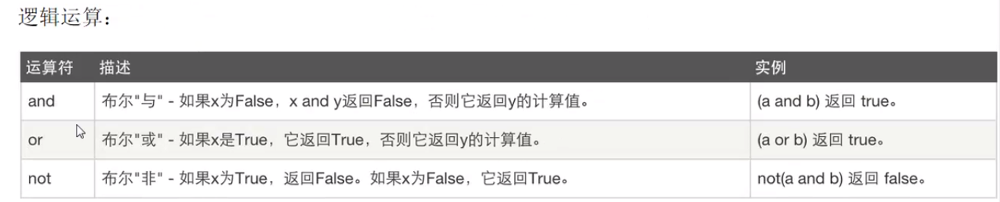 逻辑运算：
运算符 描述 实例
and 布尔"与" - 如果x为False，x and y返回False，否则它返回y的计算值。 (a and b) 返回 true。
or 布尔"或" - 如果x是True，它返回True，否则它返回y的计算值。 (a or b) 返回 true。
not 布尔"非" - 如果x为True，返回False。如果x为False，它返回True。 not(a and b) 返回 false。